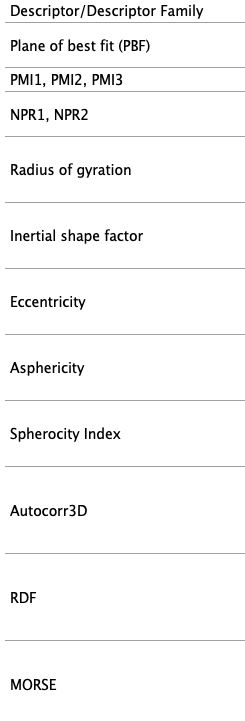 Descriptor/Descriptor Family
Plane of best fit (PBF)
PMI1, PMI2, PMI3
NPR1, NPR2
Radius of gyration
Inertial shape factor
Eccentricity
Asphericity
Spherocity Index
Autocorr3D
RDF
MORSE